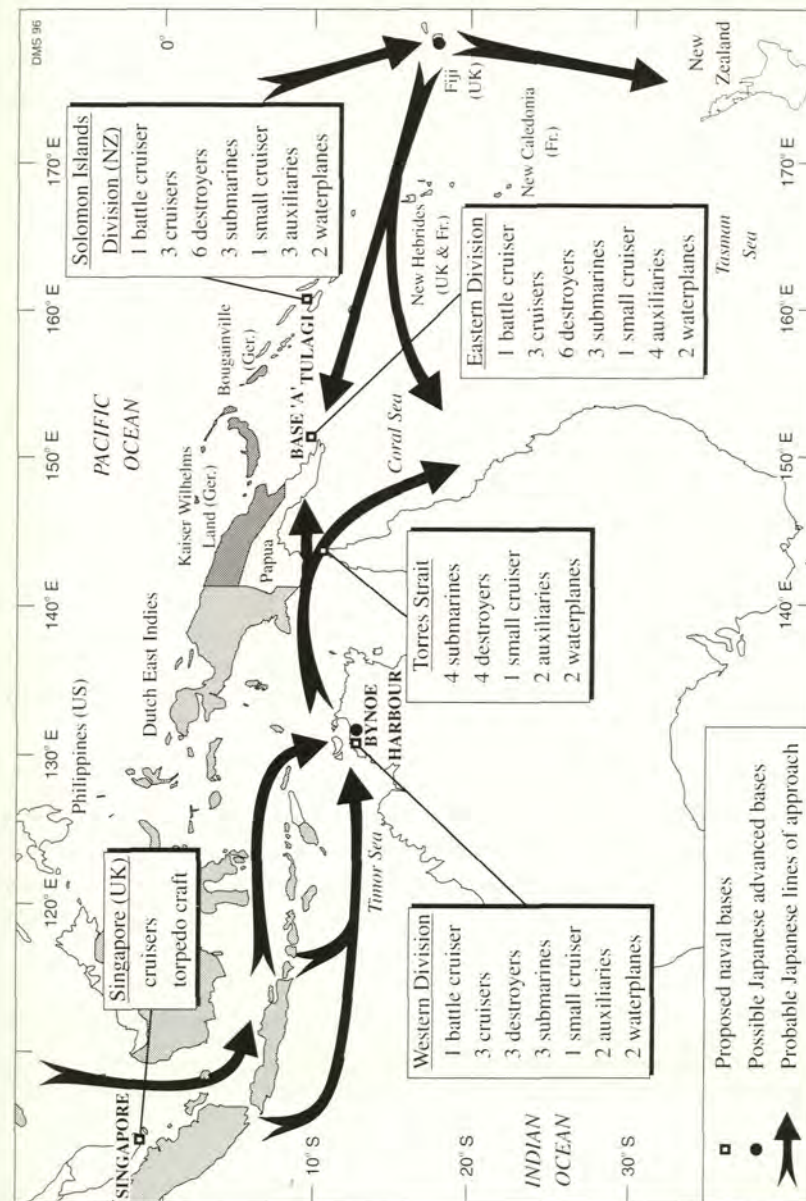 DMS 96
0°
10° S
20° S
30° S
120° E
130° E
140° E
150° E
160° E
170° E
140° E
150° E
160° E
170° E
Singapore (UK)
cruisers
torpedo craft
SINGAPORE
Philippines (US)
Dutch East Indies
Kaiser Wilhelms
Land (Ger.)
Papua
Bougainville
(Ger.)
PACIFIC
OCEAN
BASE 'A'
TULAGI
Solomon Islands
Division (NZ)
1 battle cruiser
3 cruisers
6 destroyers
3 submarines
1 small cruiser
3 auxiliaries
2 waterplanes
Fiji
(UK)
New Hebrides
(UK & Fr.)
New Caledonia
(Fr.)
New
Zealand
Tasman
Sea
Coral Sea
Eastern Division
1 battle cruiser
3 cruisers
6 destroyers
3 submarines
1 small cruiser
4 auxiliaries
2 waterplanes
Torres Strait
4 submarines
4 destroyers
1 small cruiser
2 auxiliaries
2 waterplanes
BYNOE
HARBOUR
Timor Sea
Western Division
1 battle cruiser
3 cruisers
3 destroyers
3 submarines
1 small cruiser
2 auxiliaries
2 waterplanes
INDIAN
OCEAN
Proposed naval bases
Possible Japanese advanced bases
Probable Japanese lines of approach